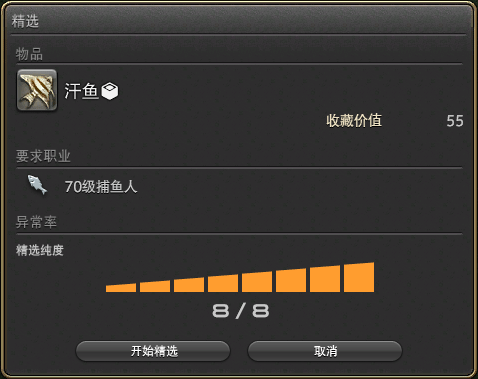 精选
物品
汗鱼
收藏价值 55
要求职业
70级捕鱼人
异常率
精选纯度
8/8
开始精选 取消